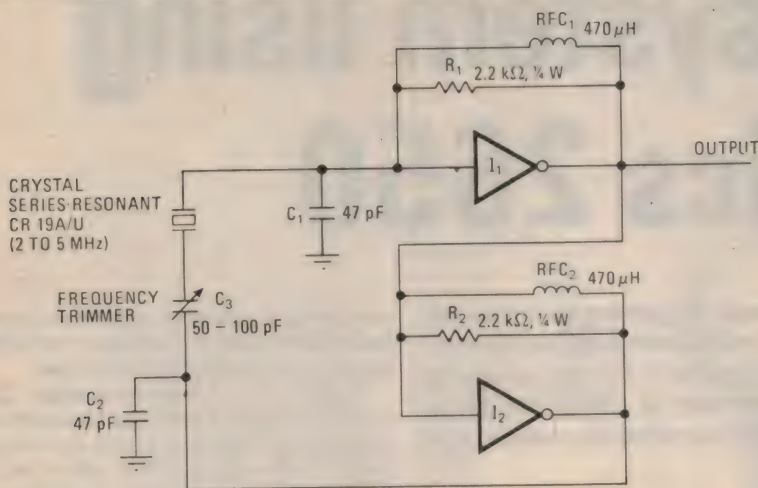 RFC₁ 470 μH
R₁ 2.2 kΩ, ¼ W
I₁
OUTPUT
CRYSTAL
SERIES-RESONANT
CR 19A/U
(2 TO 5 MHz)
C₁ 47 pF
RFC₂ 470 μH
FREQUENCY
TRIMMER
C₃
50 – 100 pF
R₂ 2.2 kΩ, ¼ W
C₂
47 pF
I₂